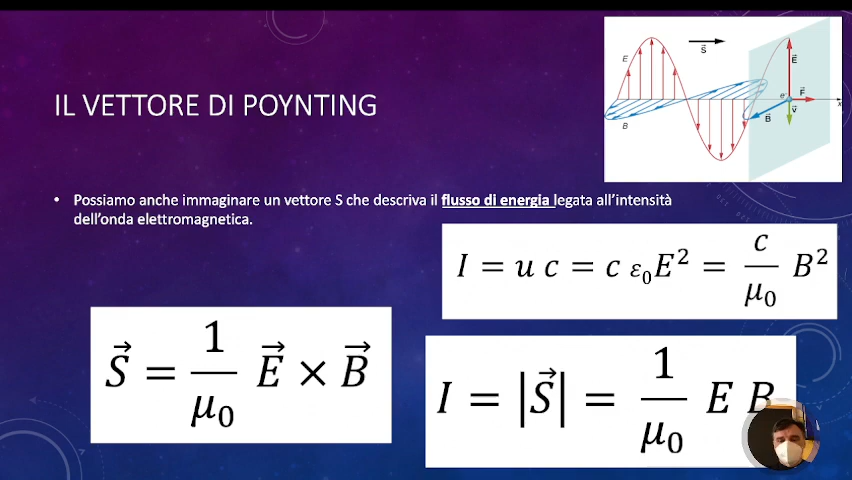 IL VETTORE DI POYNTING
E
S⃗
E⃗
F⃗
e⁻
x
B
B⃗
v⃗
• Possiamo anche immaginare un vettore S che descriva il flusso di energia legata all'intensità
dell'onda elettromagnetica.
I = u c = c ε₀E² = c/μ₀ B²
S⃗ = 1/μ₀ E⃗ × B⃗
I = |S⃗| = 1/μ₀ E B